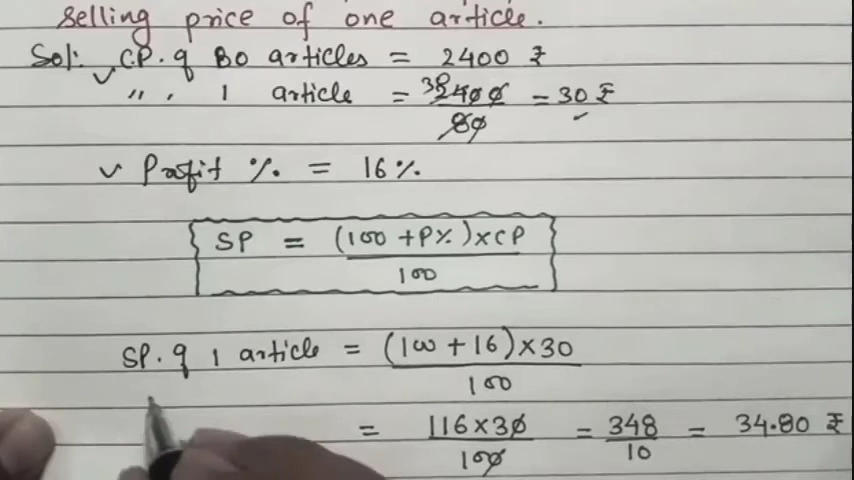 selling price of one article.
Sol: C.P. of 80 articles = 2400 ₹
" , 1 article = 30 2400 / 80 = 30 ₹
Profit % = 16%
SP = (100 + P%) × CP / 100
SP. of 1 article = (100 + 16) × 30 / 100
= 116 × 30 / 100 = 348 / 10 = 34.80 ₹